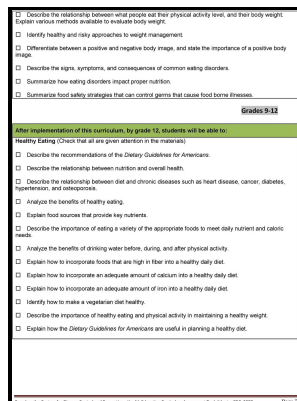 ☐ Describe the relationship between what people eat their physical activity level, and their body weight.
Explain various methods available to evaluate body weight.
☐ Identify healthy and risky approaches to weight management.
☐ Differentiate between a positive and negative body image, and state the importance of a positive body
image.
☐ Describe the signs, symptoms, and consequences of common eating disorders.
☐ Summarize how eating disorders impact proper nutrition.
☐ Summarize food safety strategies that can control germs that cause food borne illnesses.
Grades 9-12
After implementation of this curriculum, by grade 12, students will be able to:
Healthy Eating (Check that all are given attention in the materials)
☐ Describe the recommendations of the Dietary Guidelines for Americans.
☐ Describe the relationship between nutrition and overall health.
☐ Describe the relationship between diet and chronic diseases such as heart disease, cancer, diabetes,
hypertension, and osteoporosis.
☐ Analyze the benefits of healthy eating.
☐ Explain food sources that provide key nutrients.
☐ Describe the importance of eating a variety of the appropriate foods to meet daily nutrient and caloric
needs.
☐ Analyze the benefits of drinking water before, during, and after physical activity.
☐ Explain how to incorporate foods that are high in fiber into a healthy daily diet.
☐ Explain how to incorporate an adequate amount of calcium into a healthy daily diet.
☐ Explain how to incorporate an adequate amount of iron into a healthy daily diet.
☐ Identify how to make a vegetarian diet healthy.
☐ Describe the importance of healthy eating and physical activity in maintaining a healthy weight.
☐ Explain how the Dietary Guidelines for Americans are useful in planning a healthy diet.